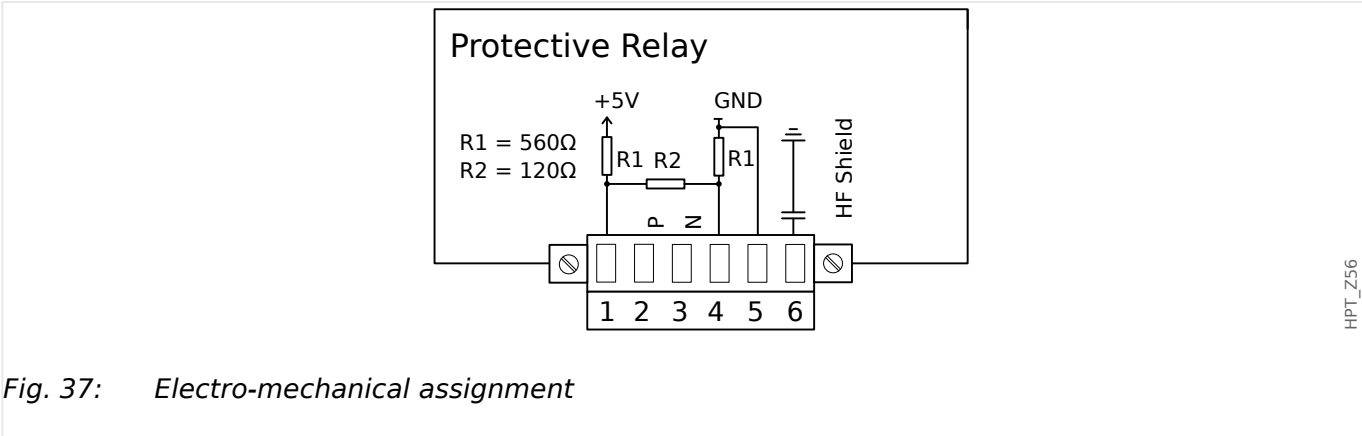 Protective Relay
+5V
GND
R1 = 560Ω
R2 = 120Ω
R1
R2
R1
HF Shield
P
N
1 2 3 4 5 6
HPT_Z56
Fig. 37: Electro-mechanical assignment